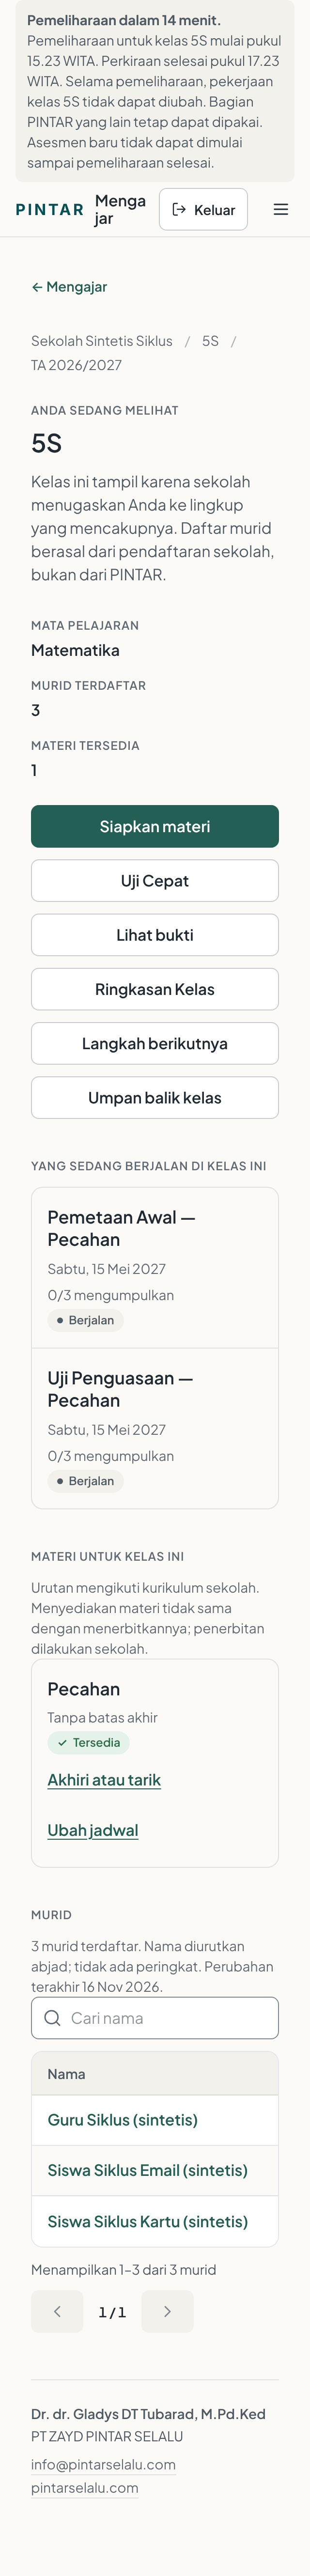 Pemeliharaan dalam 14 menit.
Pemeliharaan untuk kelas 5S mulai pukul
15.23 WITA. Perkiraan selesai pukul 17.23
WITA. Selama pemeliharaan, pekerjaan
kelas 5S tidak dapat diubah. Bagian
PINTAR yang lain tetap dapat dipakai.
Asesmen baru tidak dapat dimulai
sampai pemeliharaan selesai.
PINTAR
Menga
jar
Keluar
← Mengajar
Sekolah Sintetis Siklus / 5S /
TA 2026/2027
ANDA SEDANG MELIHAT
5S
Kelas ini tampil karena sekolah
menugaskan Anda ke lingkup
yang mencakupnya. Daftar murid
berasal dari pendaftaran sekolah,
bukan dari PINTAR.
MATA PELAJARAN
Matematika
MURID TERDAFTAR
3
MATERI TERSEDIA
1
Siapkan materi
Uji Cepat
Lihat bukti
Ringkasan Kelas
Langkah berikutnya
Umpan balik kelas
YANG SEDANG BERJALAN DI KELAS INI
Pemetaan Awal —
Pecahan
Sabtu, 15 Mei 2027
0/3 mengumpulkan
Berjalan
Uji Penguasaan —
Pecahan
Sabtu, 15 Mei 2027
0/3 mengumpulkan
Berjalan
MATERI UNTUK KELAS INI
Urutan mengikuti kurikulum sekolah.
Menyediakan materi tidak sama
dengan menerbitkannya; penerbitan
dilakukan sekolah.
Pecahan
Tanpa batas akhir
Tersedia
Akhiri atau tarik
Ubah jadwal
MURID
3 murid terdaftar. Nama diurutkan
abjad; tidak ada peringkat. Perubahan
terakhir 16 Nov 2026.
Cari nama
Nama
Guru Siklus (sintetis)
Siswa Siklus Email (sintetis)
Siswa Siklus Kartu (sintetis)
Menampilkan 1–3 dari 3 murid
1/1
Dr. dr. Gladys DT Tubarad, M.Pd.Ked
PT ZAYD PINTAR SELALU
info@pintarselalu.com
pintarselalu.com